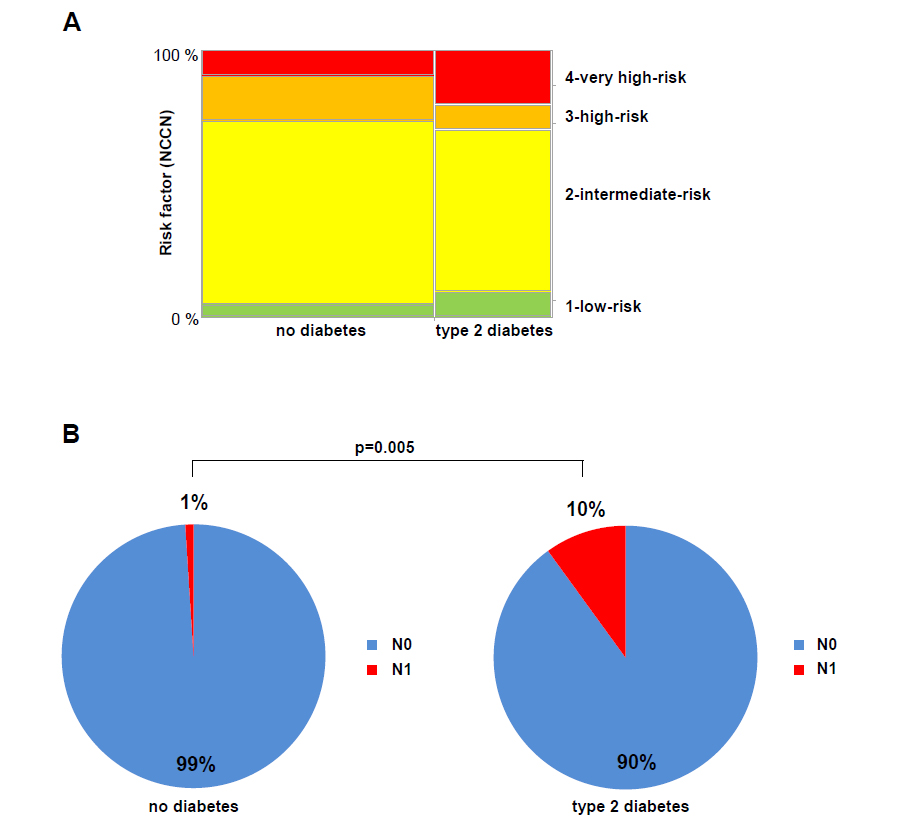 A
100 %
4-very high-risk
3-high-risk
Risk factor (NCCN)
2-intermediate-risk
1-low-risk
0 %
no diabetes
type 2 diabetes
B
p=0.005
1%
10%
N0
N1
N0
N1
99%
90%
no diabetes
type 2 diabetes